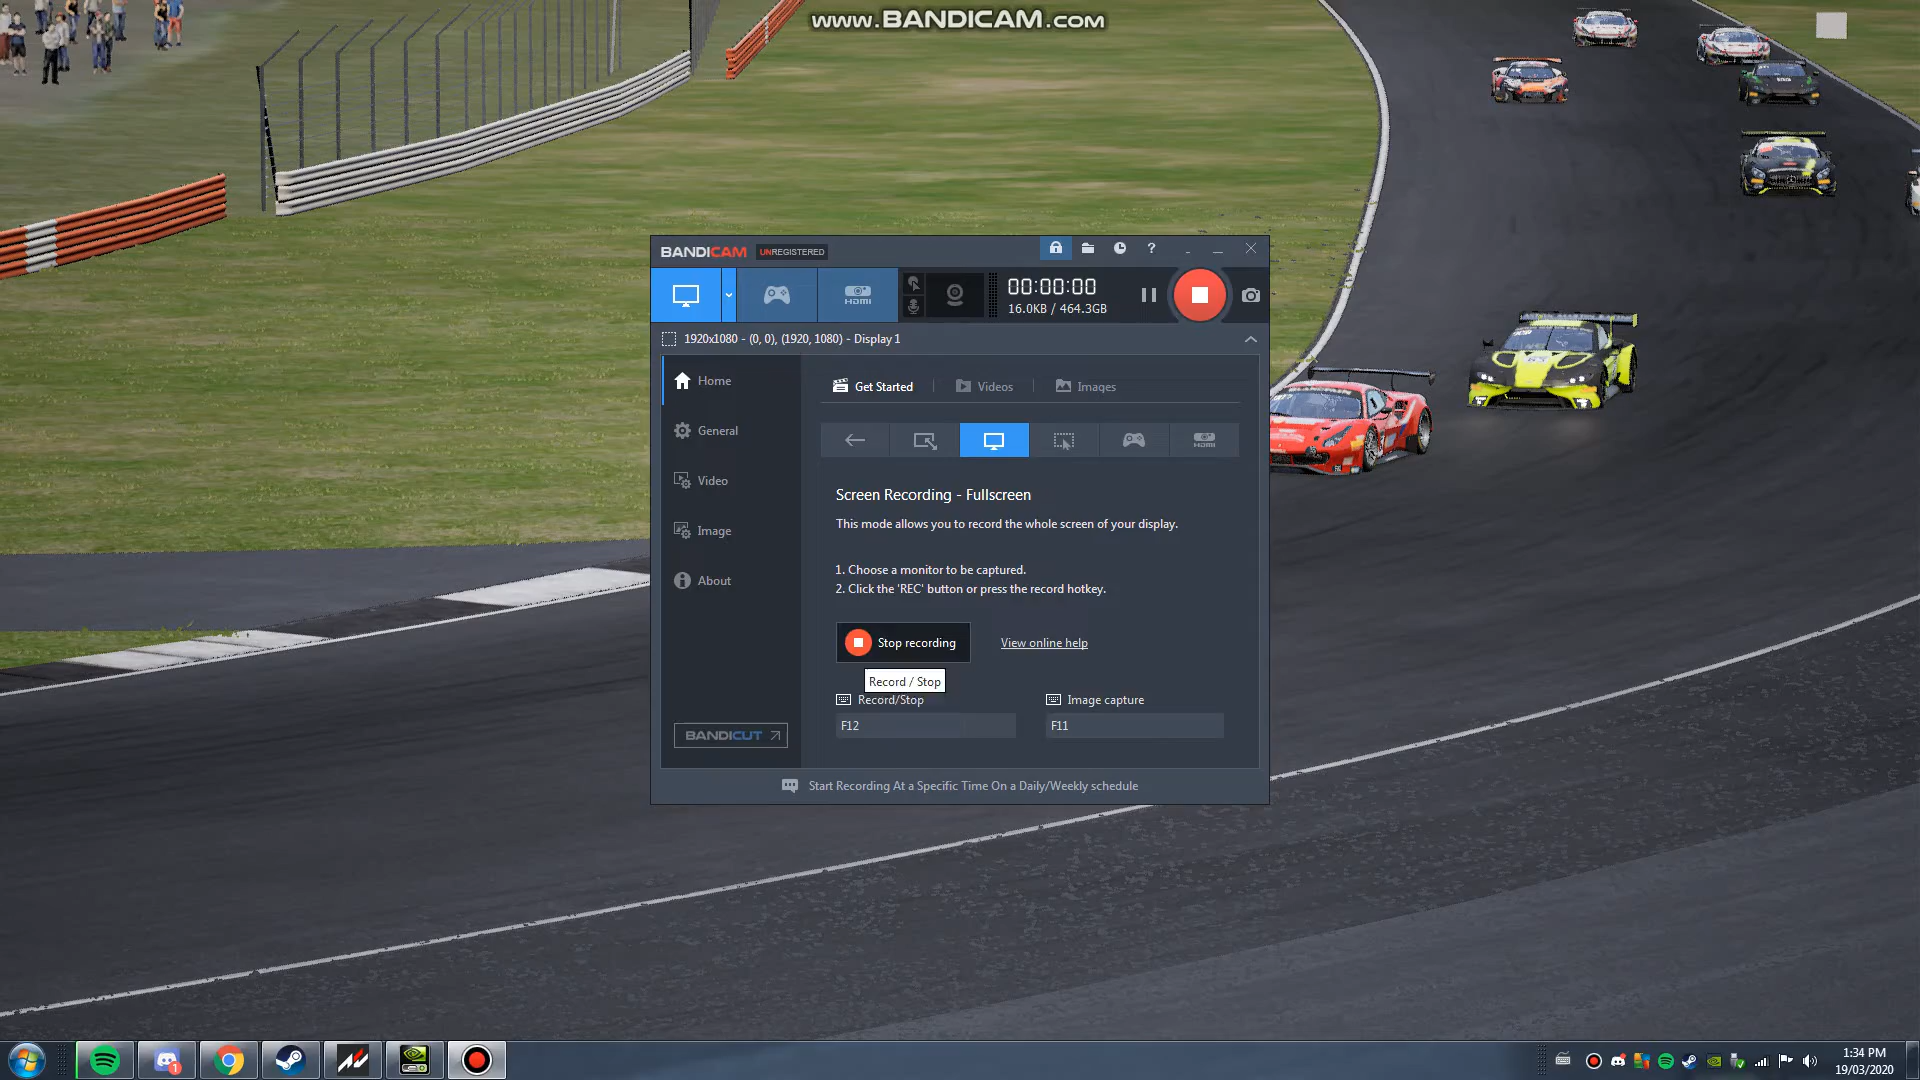 www.BANDICAM.com
BANDICAM UNREGISTERED
?
HDMI
00:00:00
16.0KB / 464.3GB
1920x1080 - (0, 0), (1920, 1080) - Display 1
Home
General
Video
Image
About
BANDICUT
Get Started
Videos
Images
HDMI
Screen Recording - Fullscreen
This mode allows you to record the whole screen of your display.
1. Choose a monitor to be captured.
2. Click the 'REC' button or press the record hotkey.
Stop recording
View online help
Record / Stop
Record/Stop
Image capture
F12
F11
Start Recording At a Specific Time On a Daily/Weekly schedule
1
1:34 PM
19/03/2020